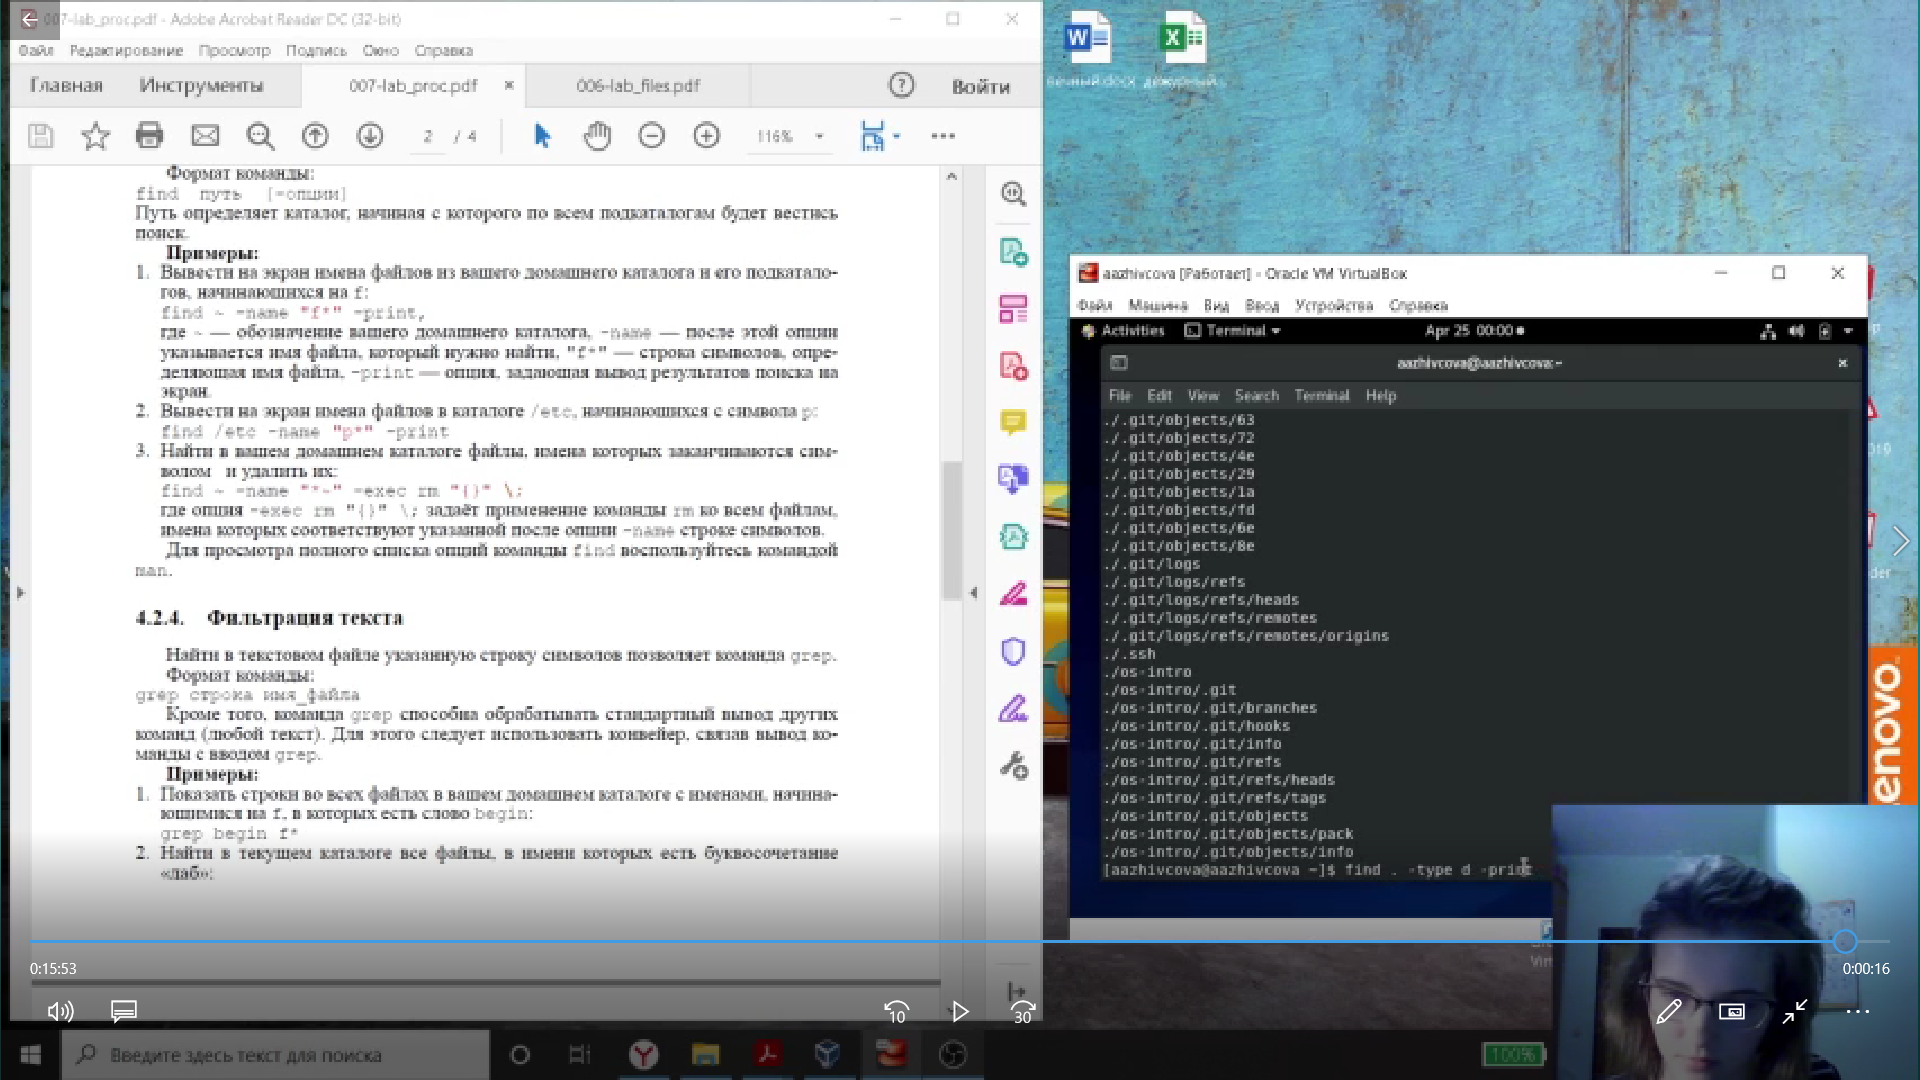 007-lab_proc.pdf - Adobe Acrobat Reader DC (32-bit)
Файл Редактирование Просмотр Подпись Окно Справка
Главная Инструменты 007-lab_proc.pdf × 006-lab_files.pdf Войти
2 / 4 116%
Формат команды:
find путь [-опции]
Путь определяет каталог, начиная с которого по всем подкаталогам будет вестись
поиск.
Примеры:
1. Вывести на экран имена файлов из вашего домашнего каталога и его подкатало-
гов, начинающихся на f:
find ~ -name "f*" -print,
где ~ — обозначение вашего домашнего каталога, -name — после этой опции
указывается имя файла, который нужно найти, "f*" — строка символов, опре-
деляющая имя файла, -print — опция, задающая вывод результатов поиска на
экран.
2. Вывести на экран имена файлов в каталоге /etc, начинающихся с символа p:
find /etc -name "p*" -print
3. Найти в вашем домашнем каталоге файлы, имена которых заканчиваются сим-
волом и удалить их:
find ~ -name "*~" -exec rm "{}" \;
где опция -exec rm "{}" \; задаёт применение команды rm ко всем файлам,
имена которых соответствуют указанной после опции -name строке символов.
Для просмотра полного списка опций команды find воспользуйтесь командой
man.
4.2.4. Фильтрация текста
Найти в текстовом файле указанную строку символов позволяет команда grep.
Формат команды:
grep строка имя_файла
Кроме того, команда grep способна обрабатывать стандартный вывод других
команд (любой текст). Для этого следует использовать конвейер, связав вывод ко-
манды с вводом grep.
Примеры:
1. Показать строки во всех файлах в вашем домашнем каталоге с именами, начина-
ющимися на f, в которых есть слово begin:
grep begin f*
2. Найти в текущем каталоге все файлы, в имени которых есть буквосочетание
«лаб»:
aazhivcova [Работает] - Oracle VM VirtualBox
Файл Машина Вид Ввод Устройства Справка
Activities Terminal Apr 25 00:00
aazhivcova@aazhivcova:~
File Edit View Search Terminal Help
./.git/objects/63
./.git/objects/72
./.git/objects/4e
./.git/objects/29
./.git/objects/1a
./.git/objects/fd
./.git/objects/6e
./.git/objects/8e
./.git/logs
./.git/logs/refs
./.git/logs/refs/heads
./.git/logs/refs/remotes
./.git/logs/refs/remotes/origins
./.ssh
./os-intro
./os-intro/.git
./os-intro/.git/branches
./os-intro/.git/hooks
./os-intro/.git/info
./os-intro/.git/refs
./os-intro/.git/refs/heads
./os-intro/.git/refs/tags
./os-intro/.git/objects
./os-intro/.git/objects/pack
./os-intro/.git/objects/info
[aazhivcova@aazhivcova ~]$ find . -type d -print
enovo
0:15:53
0:00:16
10
30
Введите здесь текст для поиска
100%